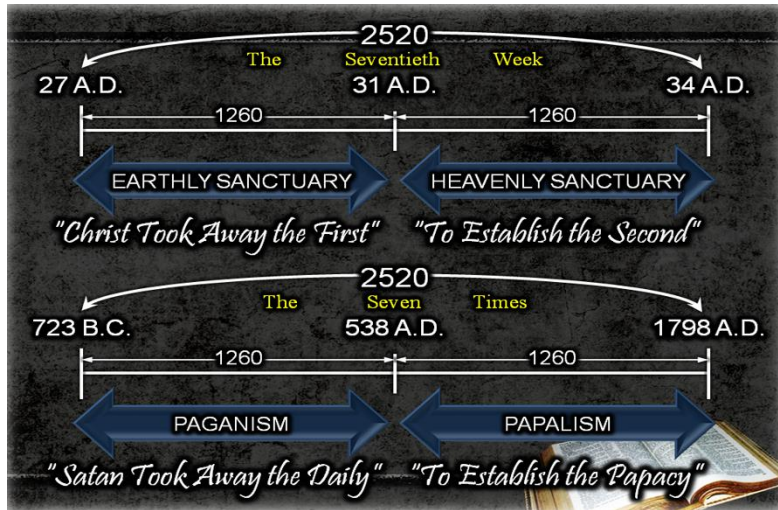 2520
The Seventieth Week
27 A.D. 31 A.D. 34 A.D.
1260 1260
EARTHLY SANCTUARY HEAVENLY SANCTUARY
"Christ Took Away the First" "To Establish the Second"
2520
The Seven Times
723 B.C. 538 A.D. 1798 A.D.
1260 1260
PAGANISM PAPALISM
"Satan Took Away the Daily" "To Establish the Papacy"